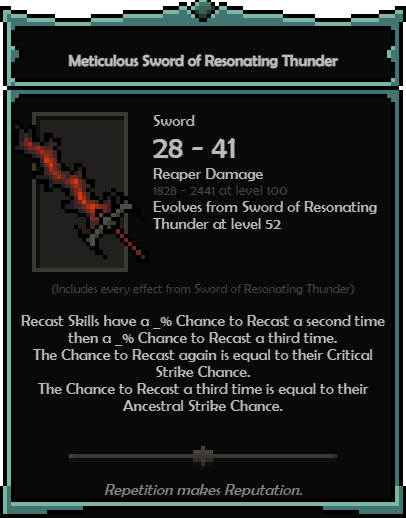 Meticulous Sword of Resonating Thunder
Sword
28 - 41
Reaper Damage
1828 - 2441 at level 100
Evolves from Sword of Resonating
Thunder at level 52
(Includes every effect from Sword of Resonating Thunder)
Recast Skills have a _% Chance to Recast a second time
then a _% Chance to Recast a third time.
The Chance to Recast again is equal to their Critical
Strike Chance.
The Chance to Recast a third time is equal to their
Ancestral Strike Chance.
Repetition makes Reputation.